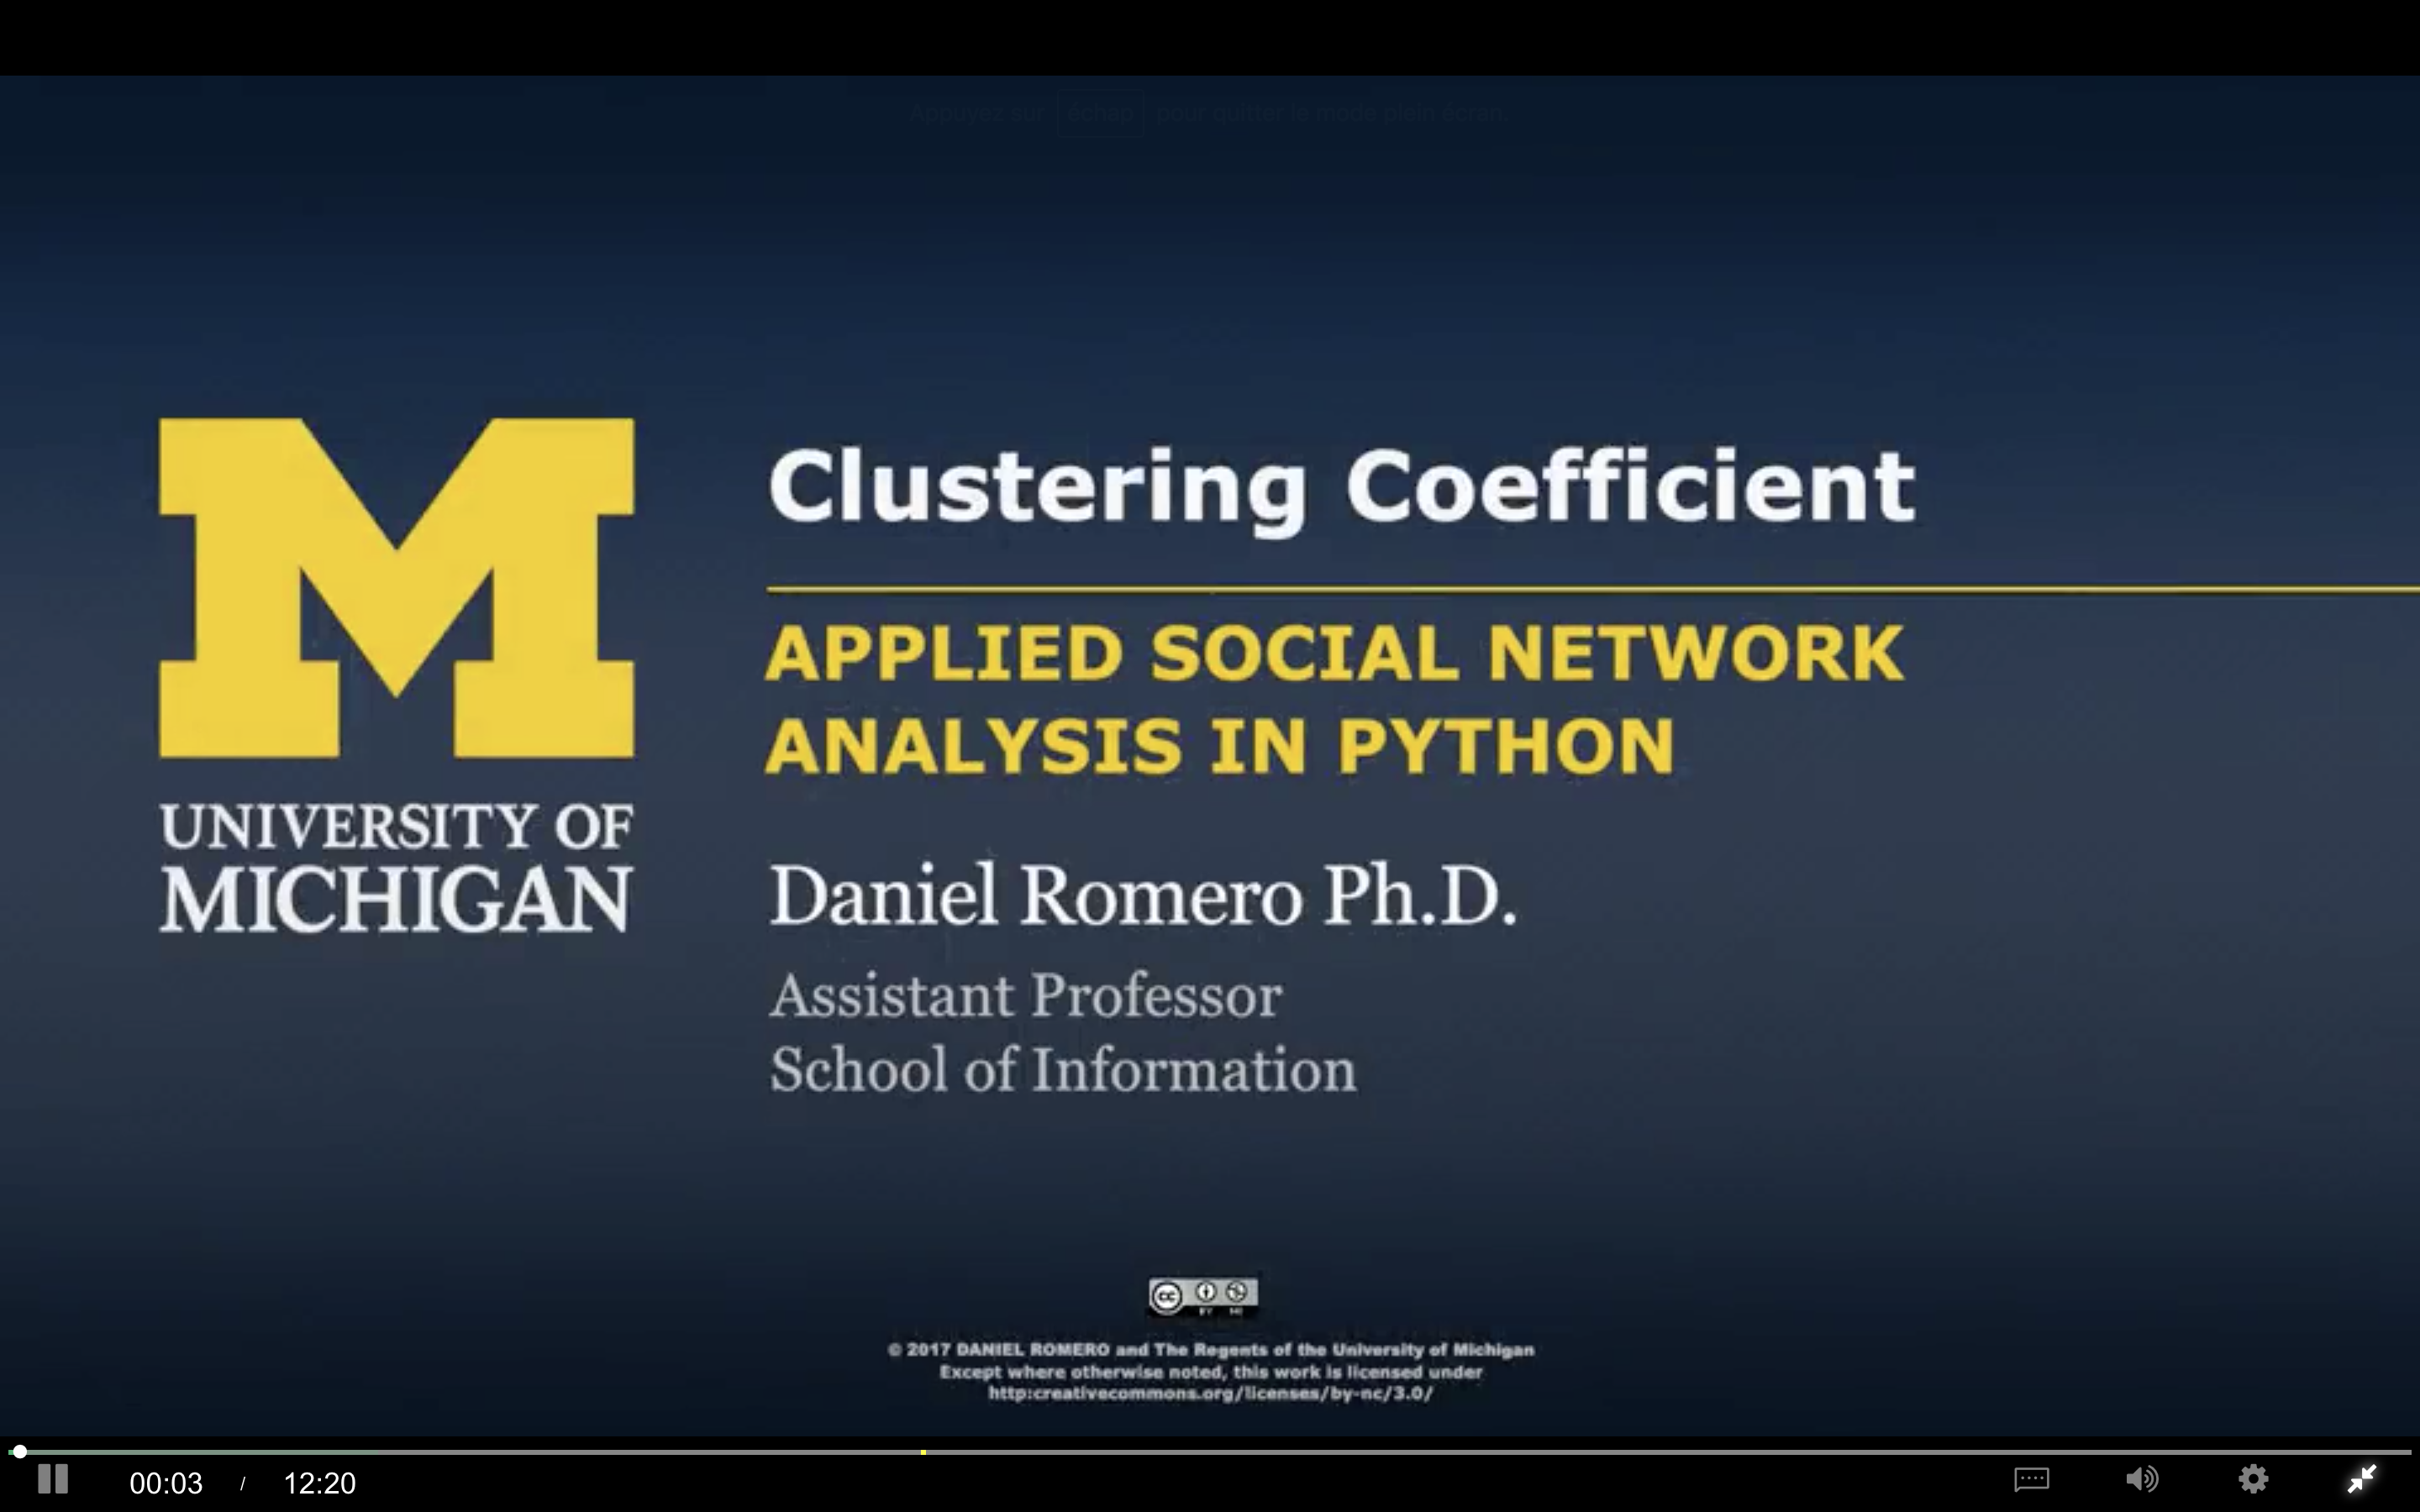 Appuyez sur échap pour quitter le mode plein écran.
Clustering Coefficient
APPLIED SOCIAL NETWORK
ANALYSIS IN PYTHON
UNIVERSITY OF
MICHIGAN
Daniel Romero Ph.D.
Assistant Professor
School of Information
cc
BY
© 2017 DANIEL ROMERO and The Regents of the University of Michigan
Except where otherwise noted, this work is licensed under
http:creativecommons.org/licenses/by-nc/3.0/
00:03 / 12:20